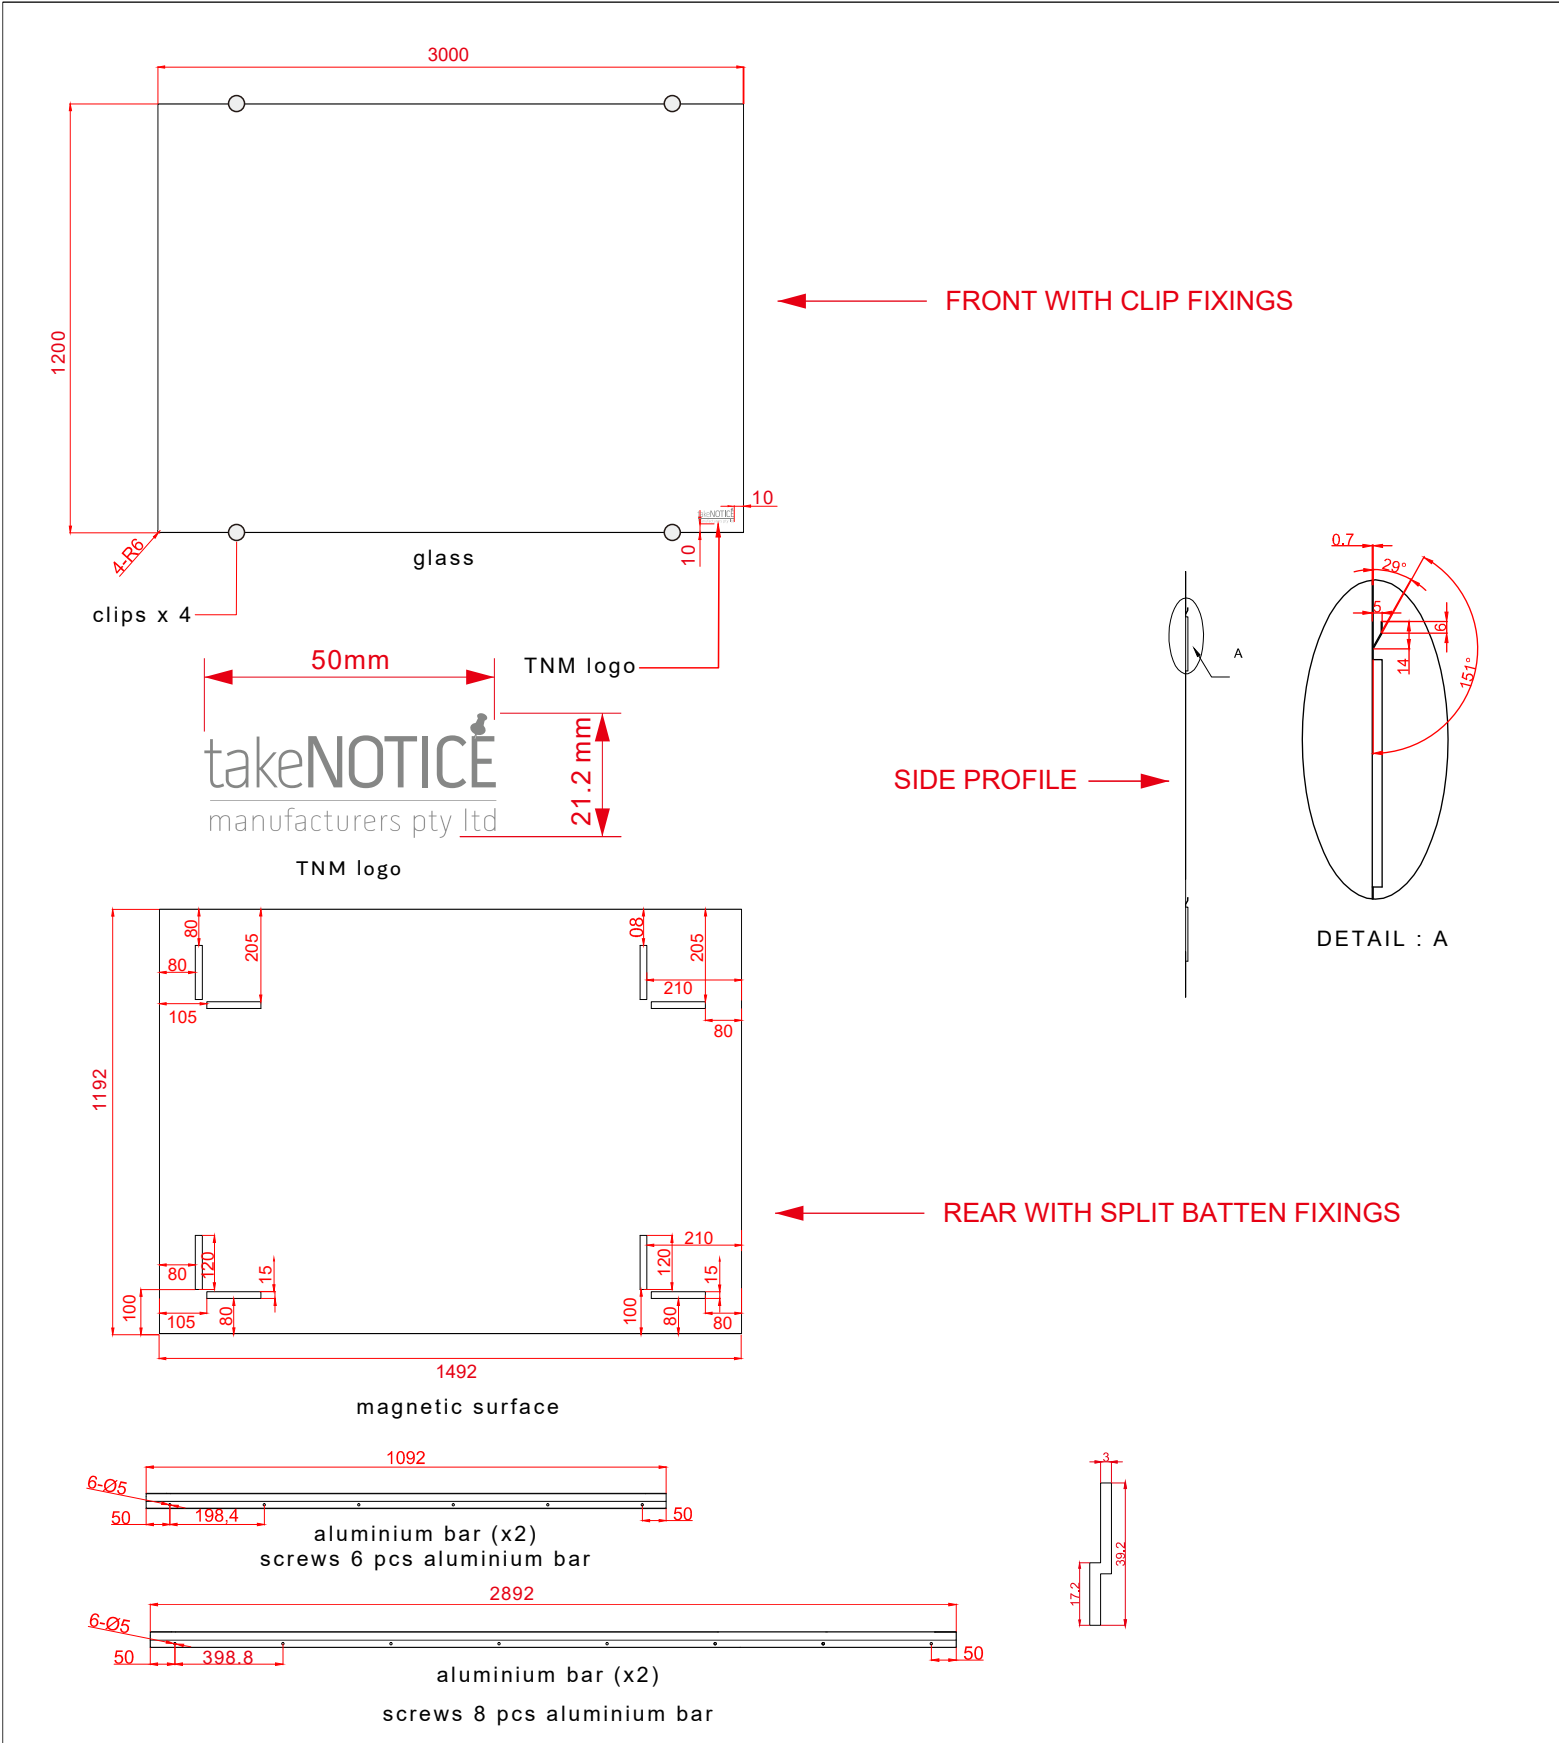 3000
1200
FRONT WITH CLIP FIXINGS
takeNOTICE
10
10
4-R6
glass
clips x 4
TNM logo
50mm
21.2 mm
takeNOTICE
manufacturers pty ltd
TNM logo
0.7
29°
5
6
14
151°
A
SIDE PROFILE
DETAIL : A
80
205
80
205
80
210
105
80
1192
REAR WITH SPLIT BATTEN FIXINGS
210
80
120
15
120
15
100
105
80
100
80
80
1492
magnetic surface
1092
6-Ø5
50
198,4
50
aluminium bar (x2)
screws 6 pcs aluminium bar
3
39.2
17.2
2892
6-Ø5
50
398.8
50
aluminium bar (x2)
screws 8 pcs aluminium bar